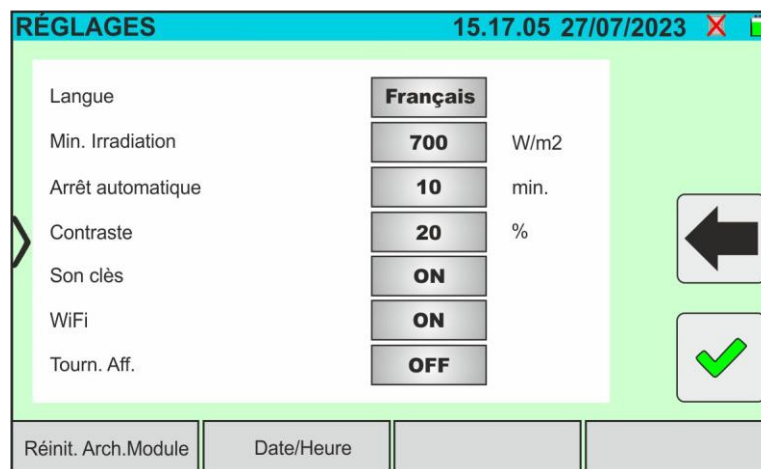 RÉGLAGES 15.17.05 27/07/2023
Langue Français
Min. Irradiation 700 W/m2
Arrêt automatique 10 min.
Contraste 20 %
Son clès ON
WiFi ON
Tourn. Aff. OFF
Réinit. Arch.Module Date/Heure